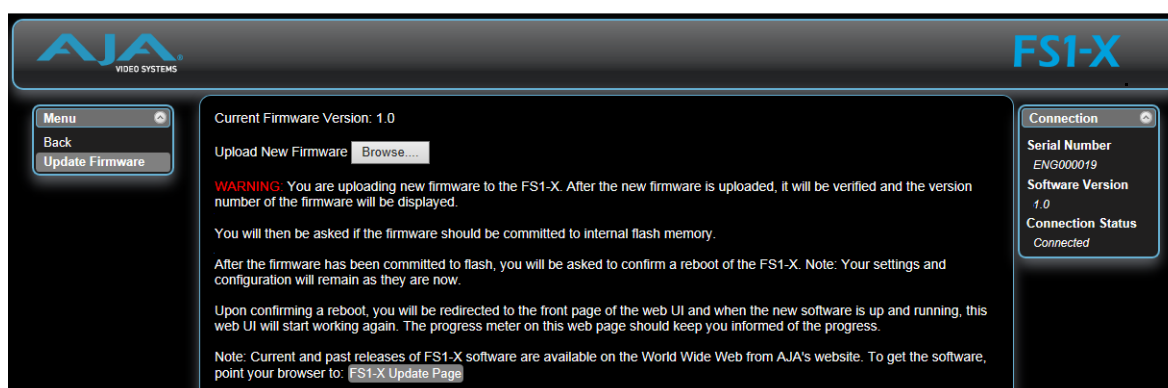 AJA®
VIDEO SYSTEMS
FS1-X
Menu
Back
Update Firmware
Current Firmware Version: 1.0
Upload New Firmware Browse....
WARNING: You are uploading new firmware to the FS1-X. After the new firmware is uploaded, it will be verified and the version
number of the firmware will be displayed.
You will then be asked if the firmware should be committed to internal flash memory.
After the firmware has been committed to flash, you will be asked to confirm a reboot of the FS1-X. Note: Your settings and
configuration will remain as they are now.
Upon confirming a reboot, you will be redirected to the front page of the web UI and when the new software is up and running, this
web UI will start working again. The progress meter on this web page should keep you informed of the progress.
Note: Current and past releases of FS1-X software are available on the World Wide Web from AJA's website. To get the software,
point your browser to: FS1-X Update Page
Connection
Serial Number
ENG000019
Software Version
1.0
Connection Status
Connected